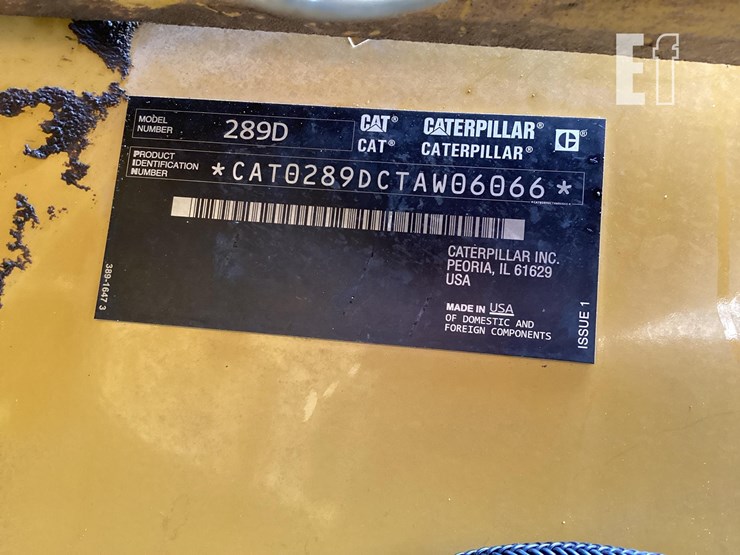 Ef
MODEL NUMBER 289D CAT® CATERPILLAR® C
CAT® CATERPILLAR®
PRODUCT IDENTIFICATION NUMBER *CAT0289DCTAW06066*
CATERPILLAR INC.
PEORIA, IL 61629
USA
MADE IN USA
OF DOMESTIC AND
FOREIGN COMPONENTS
389-1647 3
ISSUE 1